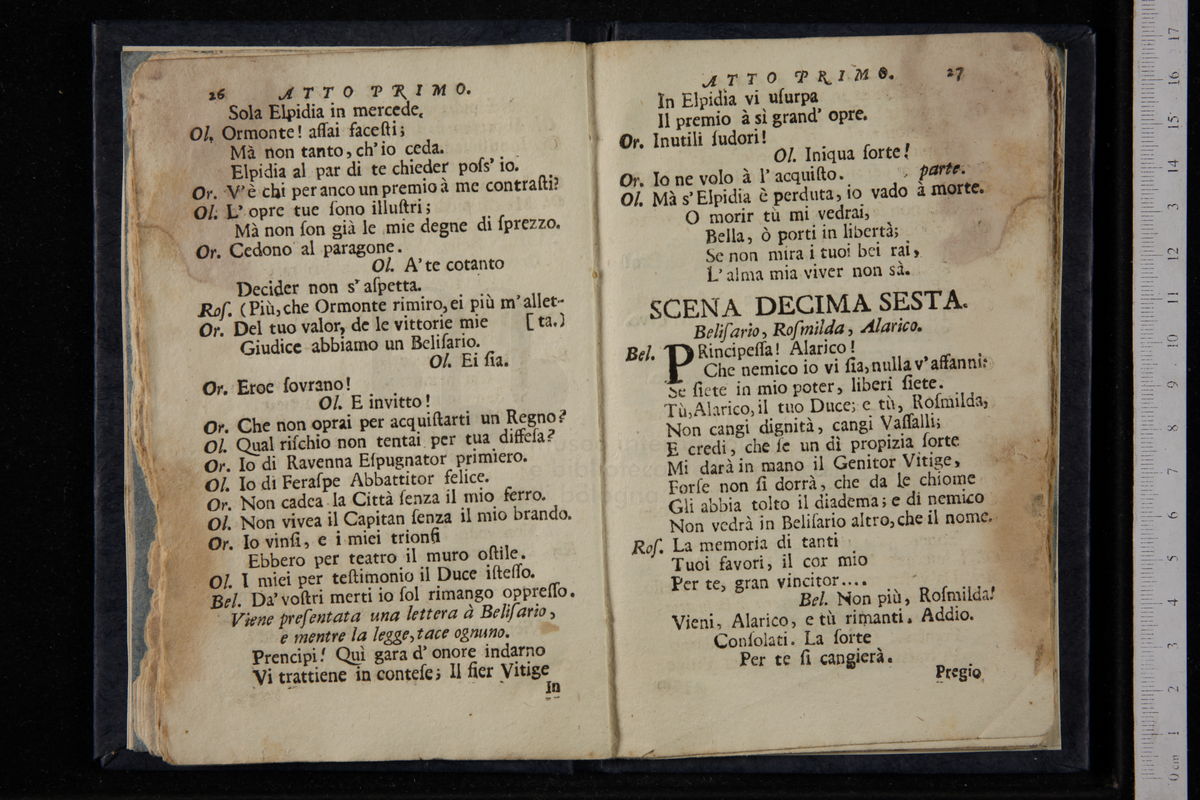 26 ATTO PRIMO.
Sola Elpidia in mercede.
Ol. Ormonte! aſſai faceſti;
Mà non tanto, ch'io ceda.
Elpidia al par di te chieder poſs' io.
Or. V'è chi per anco un premio à me contraſti?
Ol. L' opre tue ſono illuſtri;
Mà non ſon già le mie degne di ſprezzo.
Or. Cedono al paragone.
Ol. A' te cotanto
Decider non s' aſpetta.
Roſ. (Più, che Ormonte rimiro, ei più m'allet-
Or. Del tuo valor, de le vittorie mie [ta.)
Giudice abbiamo un Beliſario.
Ol. Ei ſia.
Or. Eroe ſovrano!
Ol. E invitto!
Or. Che non oprai per acquiſtarti un Regno?
Ol. Qual riſchio non tentai per tua diffeſa?
Or. Io di Ravenna Eſpugnator primiero.
Ol. Io di Feraſpe Abbattitor felice.
Or. Non cadea la Città ſenza il mio ferro.
Ol. Non vivea il Capitan ſenza il mio brando.
Or. Io vinſi, e i miei trionfi
Ebbero per teatro il muro oſtile.
Ol. I miei per teſtimonio il Duce iſteſſo.
Bel. Da' voſtri merti io ſol rimango oppreſſo.
Viene preſentata una lettera à Beliſario,
e mentre la legge, tace ognuno.
Prencipi! Quì gara d' onore indarno
Vi trattiene in conteſe; Il fier Vitige
In
ATTO PRIMO. 27
In Elpidia vi uſurpa
Il premio à sì grand' opre.
Or. Inutili ſudori!
Ol. Iniqua ſorte!
Or. Io ne volo à l' acquiſto. parte.
Ol. Mà s'Elpidia è perduta, io vado à morte.
O morir tù mi vedrai,
Bella, ò porti in libertà;
Se non mira i tuoi bei rai,
L' alma mia viver non sà.
SCENA DECIMA SESTA.
Beliſario, Roſmilda, Alarico.
Bel. PRincipeſſa! Alarico!
Che nemico io vi ſia, nulla v'affanni:
Se ſiete in mio poter, liberi ſiete.
Tù, Alarico, il tuo Duce; e tù, Roſmilda,
Non cangi dignità, cangi Vaſſalli;
E credi, che ſe un dì propizia ſorte
Mi darà in mano il Genitor Vitige,
Forſe non ſi dorrà, che da le chiome
Gli abbia tolto il diadema; e di nemico
Non vedrà in Beliſario altro, che il nome.
Roſ. La memoria di tanti
Tuoi favori, il cor mio
Per te, gran vincitor....
Bel. Non più, Roſmilda!
Vieni, Alarico, e tù rimanti. Addio.
Conſolati. La ſorte
Per te ſi cangierà.
Pregio